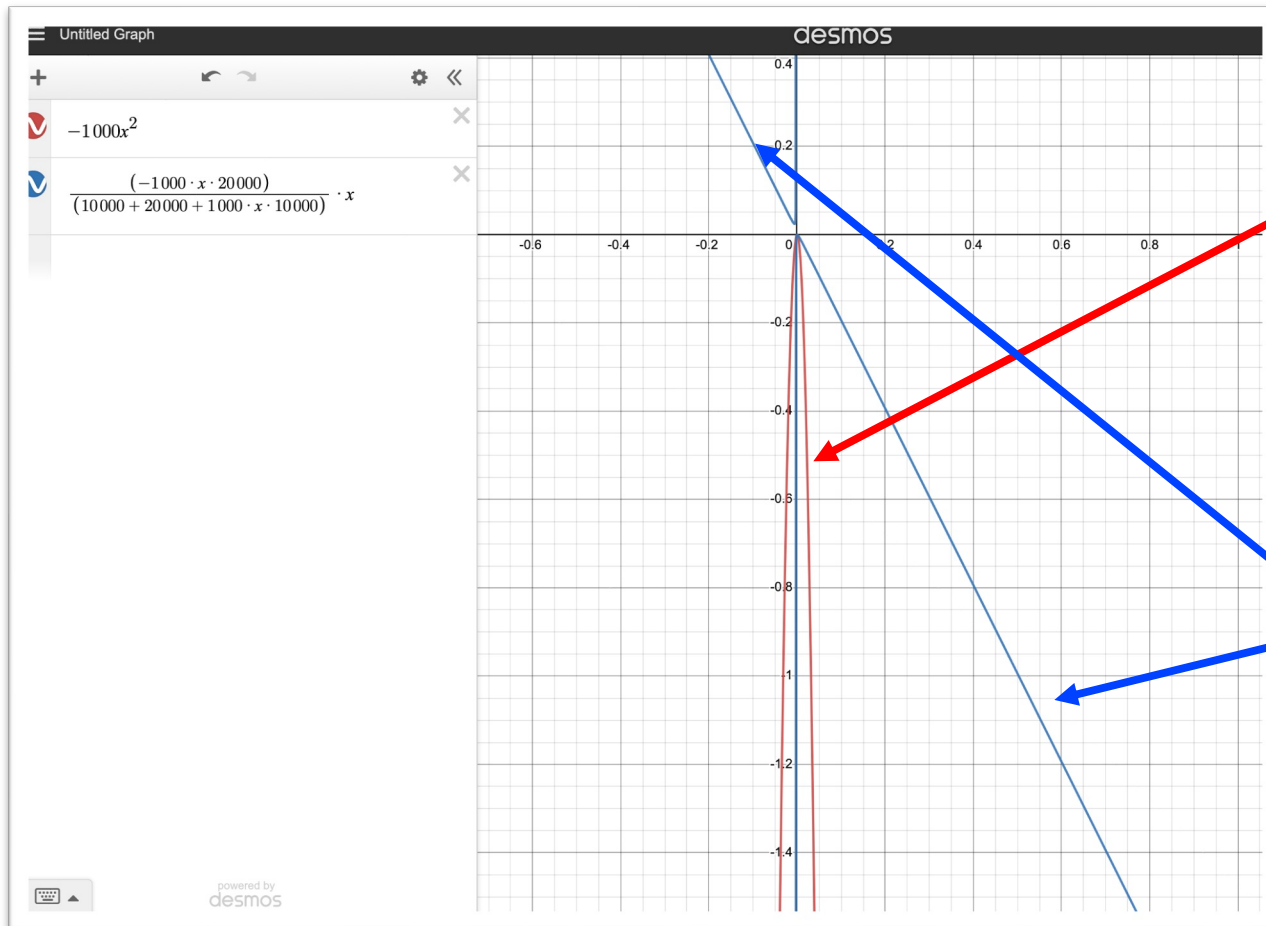 Untitled Graph
desmos
−1000x²
(−1000 · x · 20000)
(10000 + 20000 + 1000 · x · 10000) · x
0.4
0.2
-0.6 -0.4 -0.2 0 0.2 0.4 0.6 0.8 1
-0.2
-0.4
-0.6
-0.8
-1
-1.2
-1.4
powered by
desmos